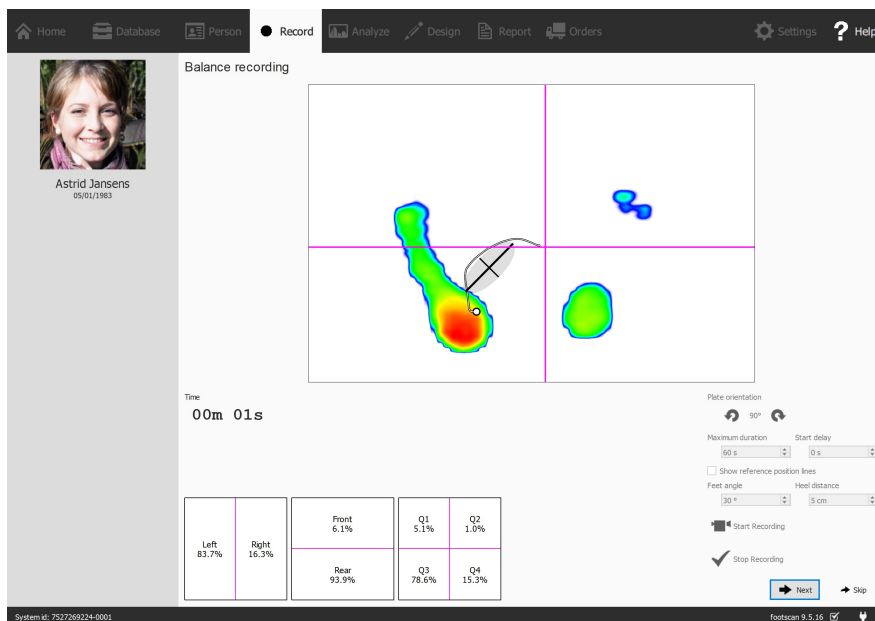 Home Database Person Record Analyze Design Report Orders Settings ? Help
Balance recording
Astrid Jansens
05/01/1983
Time
00m 01s
Plate orientation
90°
Maximum duration Start delay
60 s 0 s
Show reference position lines
Feet angle Heel distance
30 ° 5 cm
Start Recording
Stop Recording
Left
83.7%
Right
16.3%
Front
6.1%
Rear
93.9%
Q1
5.1%
Q2
1.0%
Q3
78.6%
Q4
15.3%
Next Skip
System id: 7527269224-0001 footscan 9.5.16